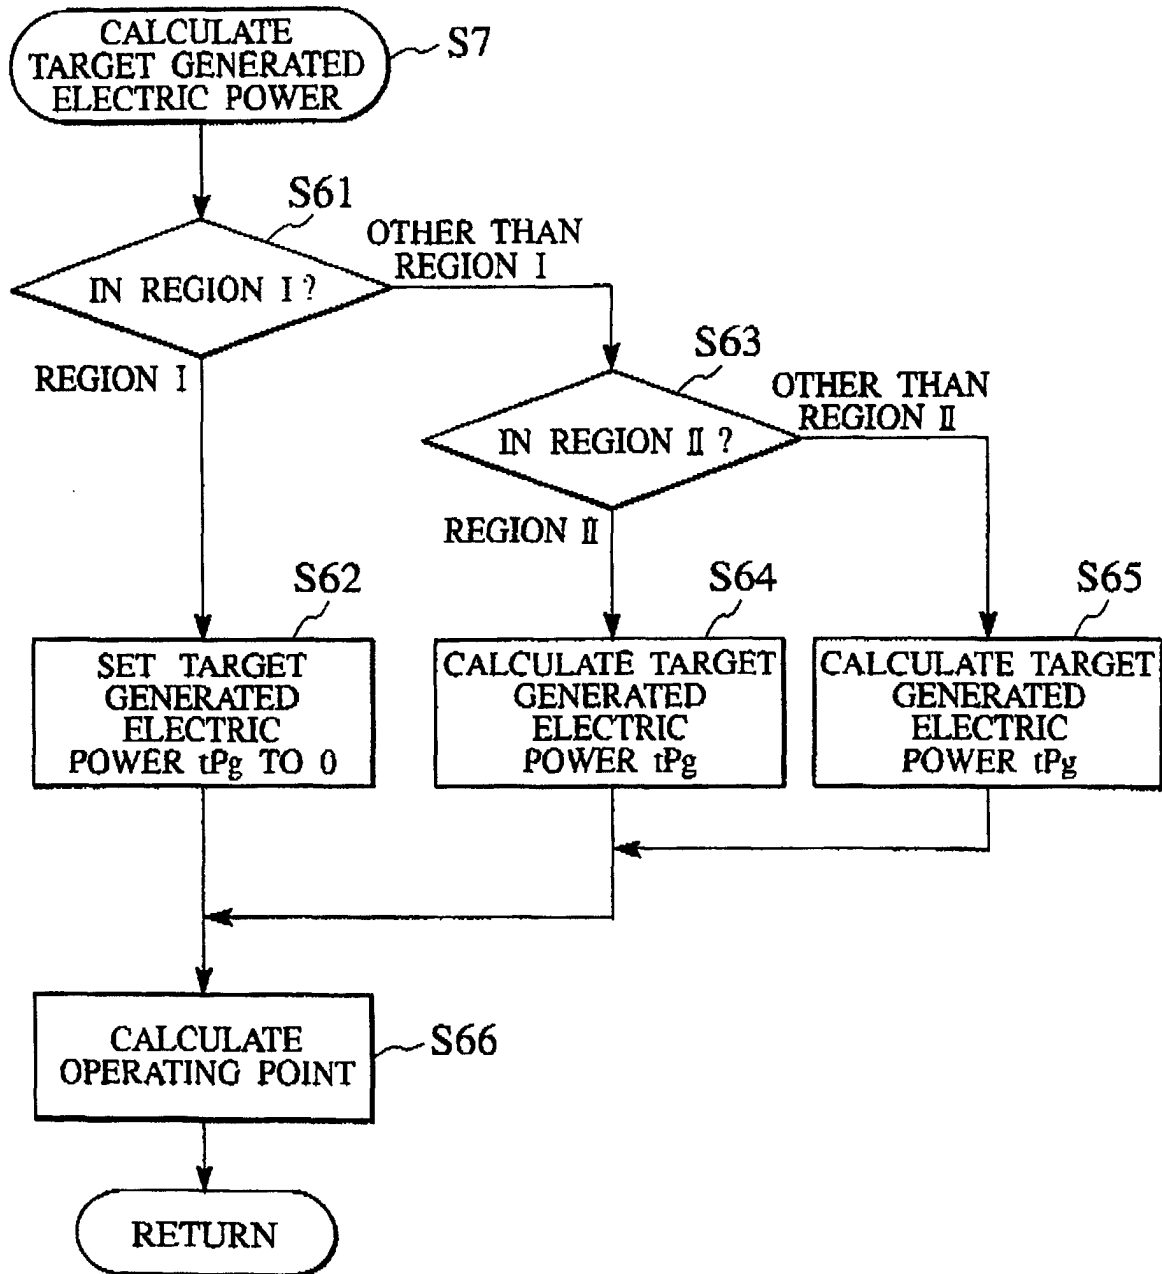 CALCULATE
TARGET GENERATED
ELECTRIC POWER
S7
S61
IN REGION I ?
OTHER THAN
REGION I
REGION I
S63
IN REGION II ?
OTHER THAN
REGION II
REGION II
S62
SET TARGET
GENERATED
ELECTRIC
POWER tPg TO 0
S64
CALCULATE TARGET
GENERATED
ELECTRIC
POWER tPg
S65
CALCULATE TARGET
GENERATED
ELECTRIC
POWER tPg
CALCULATE
OPERATING POINT
S66
RETURN